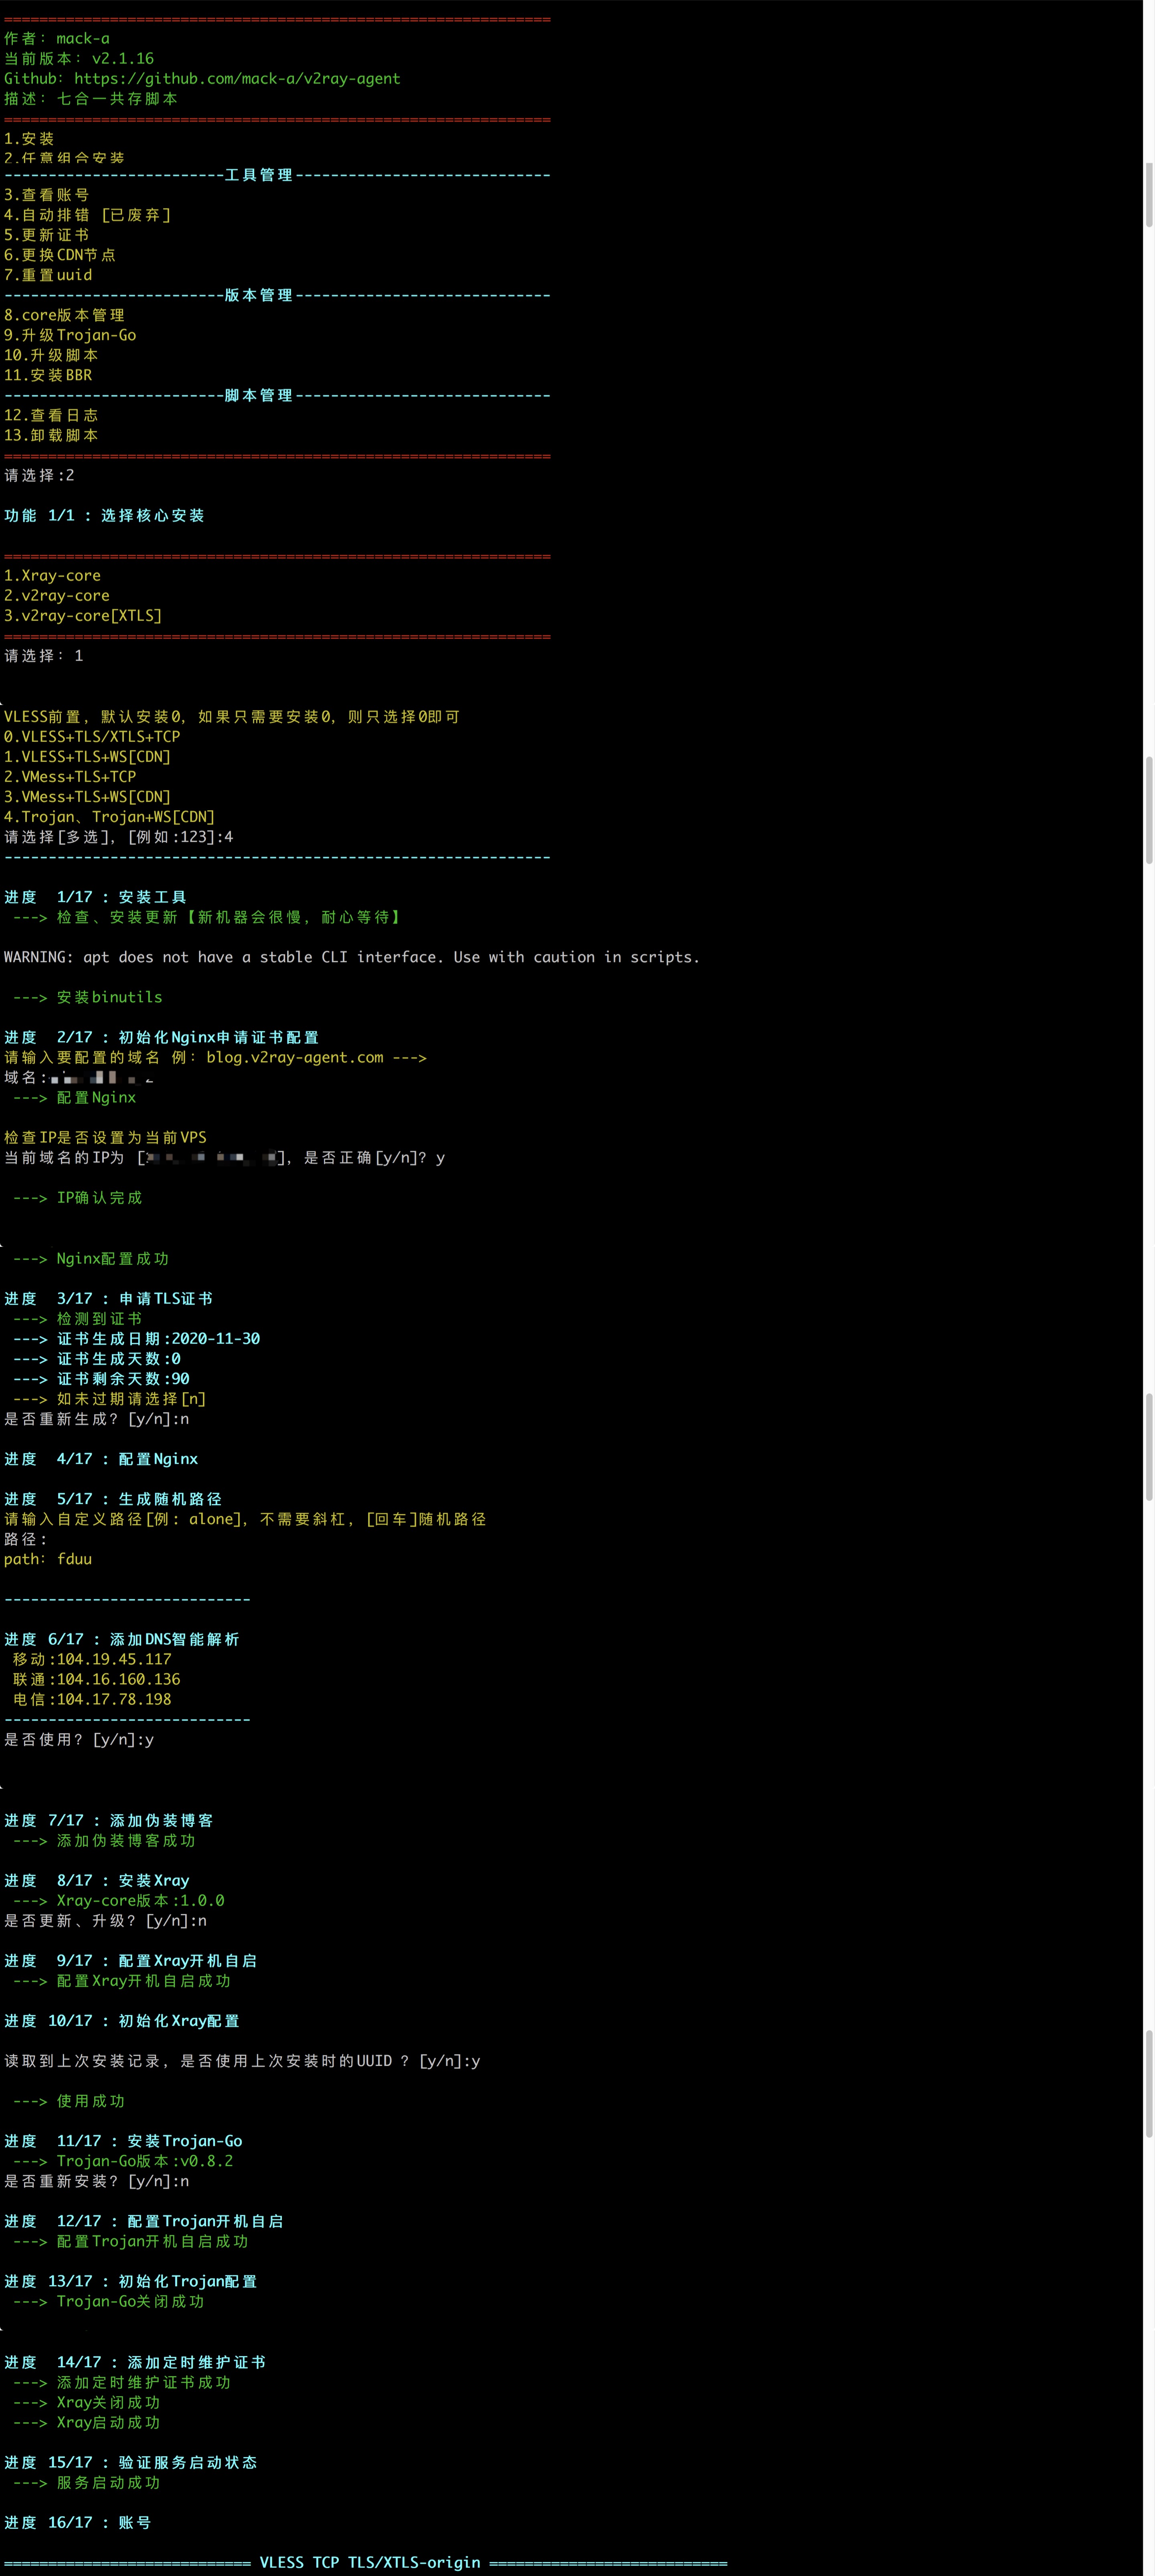 ============================================================
作者：mack-a
当前版本：v2.1.16
Github：https://github.com/mack-a/v2ray-agent
描述：七合一共存脚本
============================================================
1.安装
2.任意组合安装
-------------------------工具管理-----------------------------
3.查看账号
4.自动排错 [已废弃]
5.更新证书
6.更换CDN节点
7.重置uuid
-------------------------版本管理-----------------------------
8.core版本管理
9.升级Trojan-Go
10.升级脚本
11.安装BBR
-------------------------脚本管理-----------------------------
12.查看日志
13.卸载脚本
============================================================
请选择:2
功能 1/1 : 选择核心安装
============================================================
1.Xray-core
2.v2ray-core
3.v2ray-core[XTLS]
============================================================
请选择：1
VLESS前置，默认安装0，如果只需要安装0，则只选择0即可
0.VLESS+TLS/XTLS+TCP
1.VLESS+TLS+WS[CDN]
2.VMess+TLS+TCP
3.VMess+TLS+WS[CDN]
4.Trojan、Trojan+WS[CDN]
请选择[多选]，[例如:123]:4
--------------------------------------------------------------
进度  1/17 : 安装工具
 ---> 检查、安装更新【新机器会很慢，耐心等待】
WARNING: apt does not have a stable CLI interface. Use with caution in scripts.
 ---> 安装binutils
进度  2/17 : 初始化Nginx申请证书配置
请输入要配置的域名 例：blog.v2ray-agent.com --->
域名:
 ---> 配置Nginx
检查IP是否设置为当前VPS
当前域名的IP为 [ ]，是否正确[y/n]？y
 ---> IP确认完成
 ---> Nginx配置成功
进度  3/17 : 申请TLS证书
 ---> 检测到证书
 ---> 证书生成日期:2020-11-30
 ---> 证书生成天数:0
 ---> 证书剩余天数:90
 ---> 如未过期请选择[n]
是否重新生成？[y/n]:n
进度  4/17 : 配置Nginx
进度  5/17 : 生成随机路径
请输入自定义路径[例: alone]，不需要斜杠，[回车]随机路径
路径:
path：fduu
----------------------------
进度 6/17 : 添加DNS智能解析
 移动:104.19.45.117
 联通:104.16.160.136
 电信:104.17.78.198
----------------------------
是否使用？[y/n]:y
进度 7/17 : 添加伪装博客
 ---> 添加伪装博客成功
进度  8/17 : 安装Xray
 ---> Xray-core版本:1.0.0
是否更新、升级？[y/n]:n
进度  9/17 : 配置Xray开机自启
 ---> 配置Xray开机自启成功
进度 10/17 : 初始化Xray配置
读取到上次安装记录，是否使用上次安装时的UUID ？[y/n]:y
 ---> 使用成功
进度  11/17 : 安装Trojan-Go
 ---> Trojan-Go版本:v0.8.2
是否重新安装？[y/n]:n
进度  12/17 : 配置Trojan开机自启
 ---> 配置Trojan开机自启成功
进度 13/17 : 初始化Trojan配置
 ---> Trojan-Go关闭成功
进度  14/17 : 添加定时维护证书
 ---> 添加定时维护证书成功
 ---> Xray关闭成功
 ---> Xray启动成功
进度 15/17 : 验证服务启动状态
 ---> 服务启动成功
进度 16/17 : 账号
============================ VLESS TCP TLS/XTLS-origin ===========================